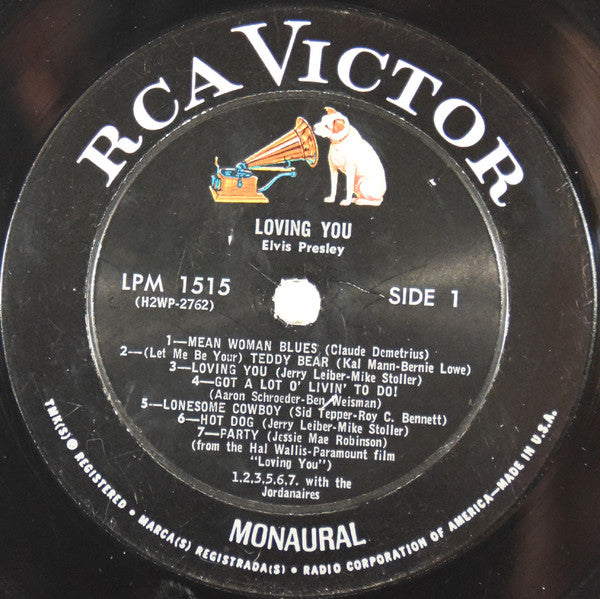 RCA VICTOR
LOVING YOU
Elvis Presley
LPM 1515
(H2WP-2762)
SIDE 1
1—MEAN WOMAN BLUES (Claude Demetrius)
2—(Let Me Be Your) TEDDY BEAR (Kal Mann-Bernie Lowe)
3—LOVING YOU (Jerry Leiber-Mike Stoller)
4—GOT A LOT O' LIVIN' TO DO!
(Aaron Schroeder-Ben Weisman)
5—LONESOME COWBOY (Sid Tepper-Roy C. Bennett)
6—HOT DOG (Jerry Leiber-Mike Stoller)
7—PARTY (Jessie Mae Robinson)
(from the Hal Wallis-Paramount film
"Loving You")
1.2,3,5,6.7. with the
Jordanaires
MONAURAL
TMK(S) ® REGISTERED • MARCA(S) REGISTRADA(S) • RADIO CORPORATION OF AMERICA—MADE IN U.S.A.